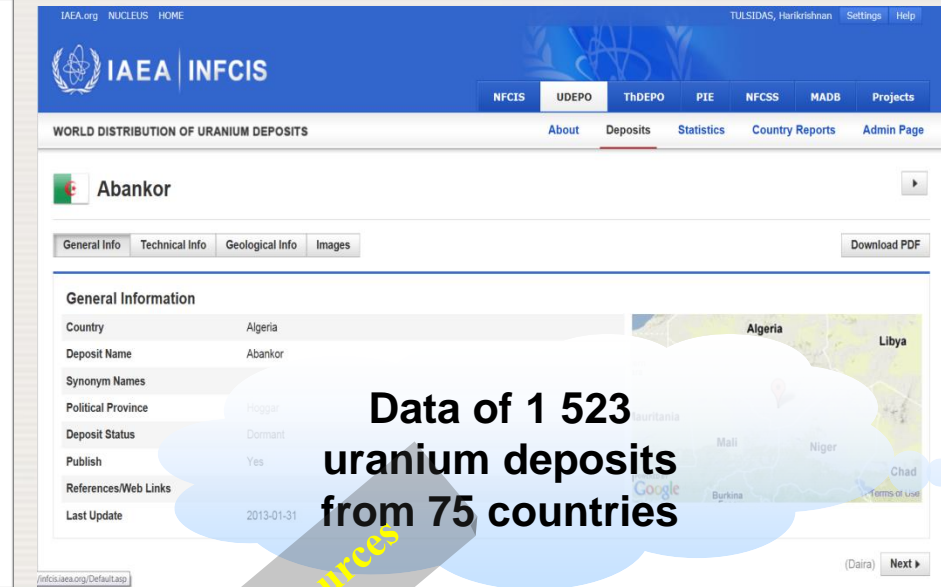 IAEA.org NUCLEUS HOME
TULSIDAS, Harikrishnan Settings Help
IAEA INFCIS
NFCIS UDEPO ThDEPO PIE NFCSS MADB Projects
WORLD DISTRIBUTION OF URANIUM DEPOSITS
About Deposits Statistics Country Reports Admin Page
Abankor
General Info Technical Info Geological Info Images
Download PDF
General Information
Country Algeria
Deposit Name Abankor
Synonym Names
Political Province Hoggar
Deposit Status Dormant
Publish Yes
References/Web Links
Last Update 2013-01-31
Algeria
Libya
Mauritania
Mali
Niger
Chad
Google
Burkina
Terms of Use
Data of 1 523
uranium deposits
from 75 countries
(Daira) Next
/infcis.iaea.org/Default.asp